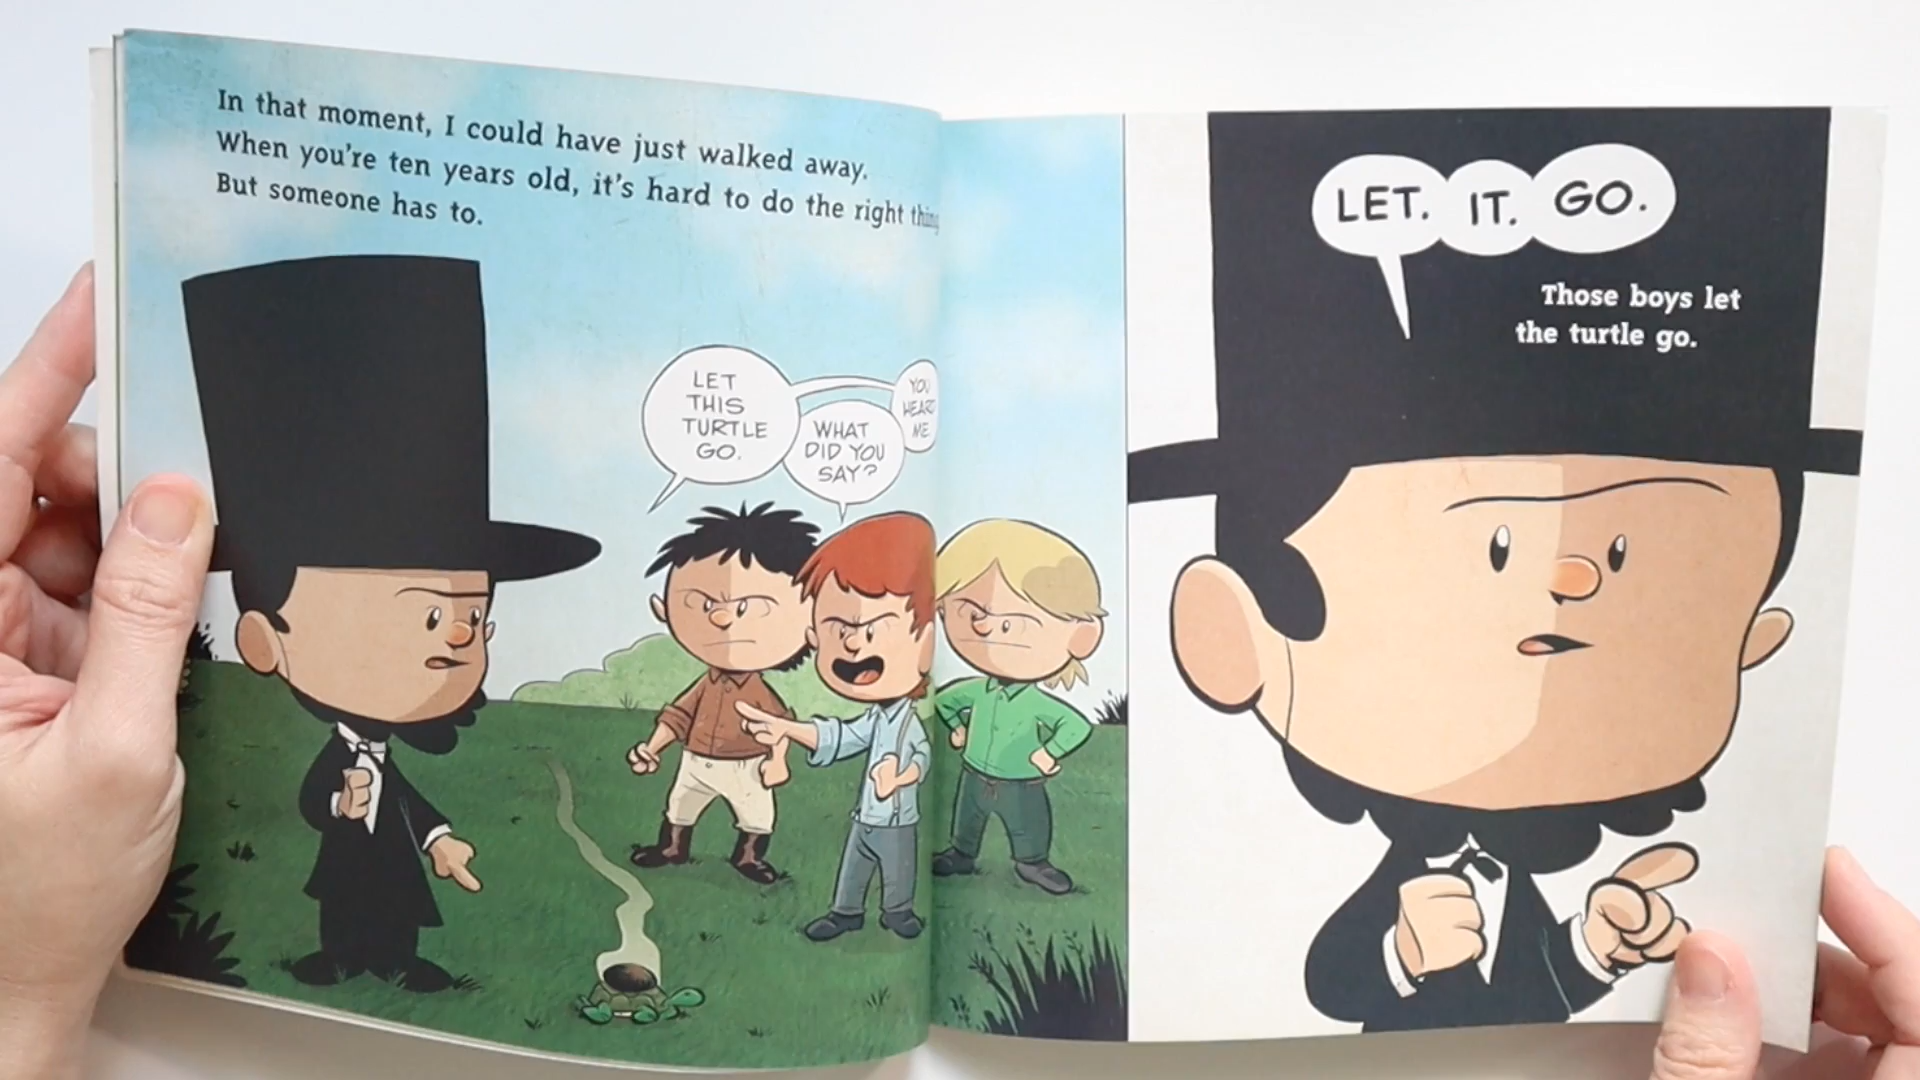 In that moment, I could have just walked away.
When you're ten years old, it's hard to do the right thing
But someone has to.
LET
THIS
TURTLE
GO.
WHAT
DID YOU
SAY?
YOU
HEARD
ME.
LET. IT. GO.
Those boys let
the turtle go.